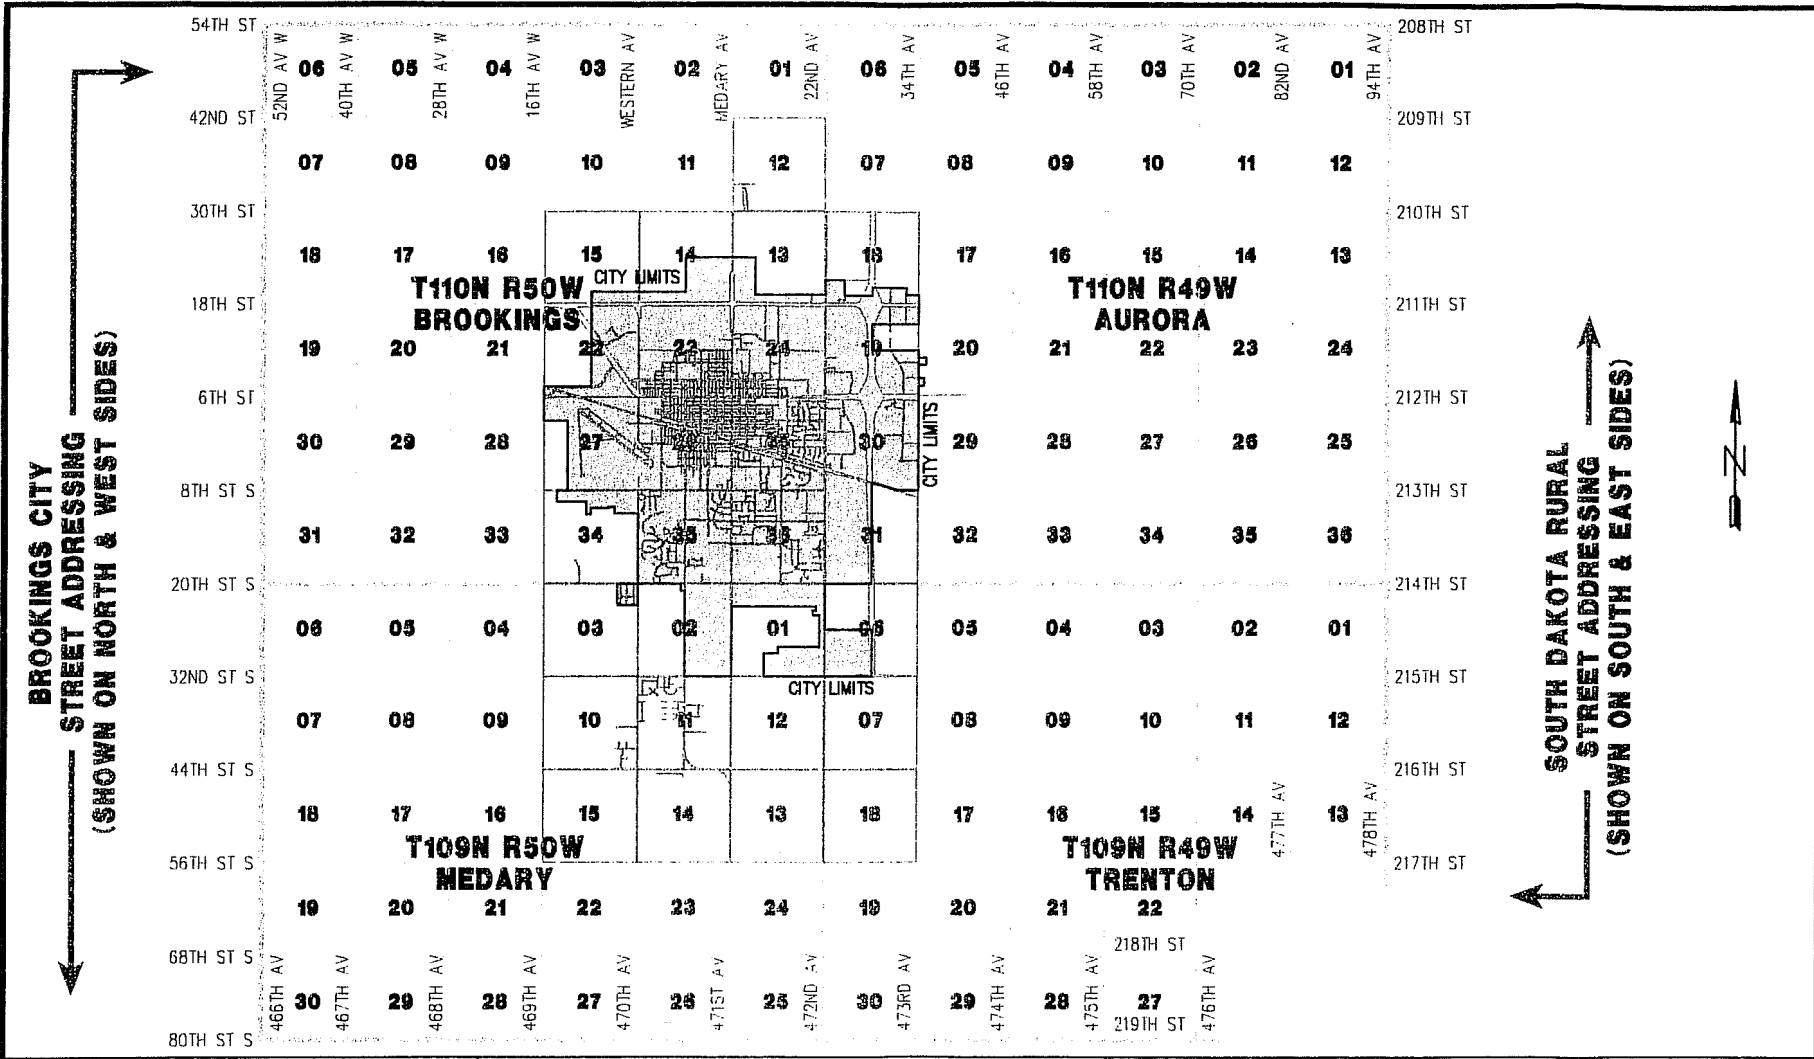 54TH ST 208TH ST
52ND AV W 40TH AV W 28TH AV W 16TH AV W WESTERN AV MEDARY AV 22ND AV 34TH AV 46TH AV 58TH AV 70TH AV 82ND AV 94TH AV
06 05 04 03 02 01 06 05 04 03 02 01
42ND ST 209TH ST
07 08 09 10 11 12 07 08 09 10 11 12
30TH ST 210TH ST
18 17 16 15 14 13 18 17 16 15 14 13
CITY LIMITS
T110N R50W T110N R49W
18TH ST 211TH ST
BROOKINGS AURORA
19 20 21 22 23 24 19 20 21 22 23 24
6TH ST 212TH ST
CITY LIMITS
30 29 28 27 26 25 30 29 28 27 26 25
8TH ST S 213TH ST
31 32 33 34 35 36 31 32 33 34 35 36
20TH ST S 214TH ST
06 05 04 03 02 01 06 05 04 03 02 01
32ND ST S 215TH ST
CITY LIMITS
07 08 09 10 11 12 07 08 09 10 11 12
44TH ST S 216TH ST
18 17 16 15 14 13 18 17 16 15 14 13
477TH AV 478TH AV
T109N R50W T109N R49W
56TH ST S 217TH ST
MEDARY TRENTON
19 20 21 22 23 24 19 20 21 22
218TH ST
68TH ST S
466TH AV 467TH AV 468TH AV 469TH AV 470TH AV 471ST AV 472ND AV 473RD AV 474TH AV 475TH AV 476TH AV
30 29 28 27 26 25 30 29 28 27
219TH ST
80TH ST S
BROOKINGS CITY
STREET ADDRESSING
(SHOWN ON NORTH & WEST SIDES)
SOUTH DAKOTA RURAL
STREET ADDRESSING
(SHOWN ON SOUTH & EAST SIDES)
N